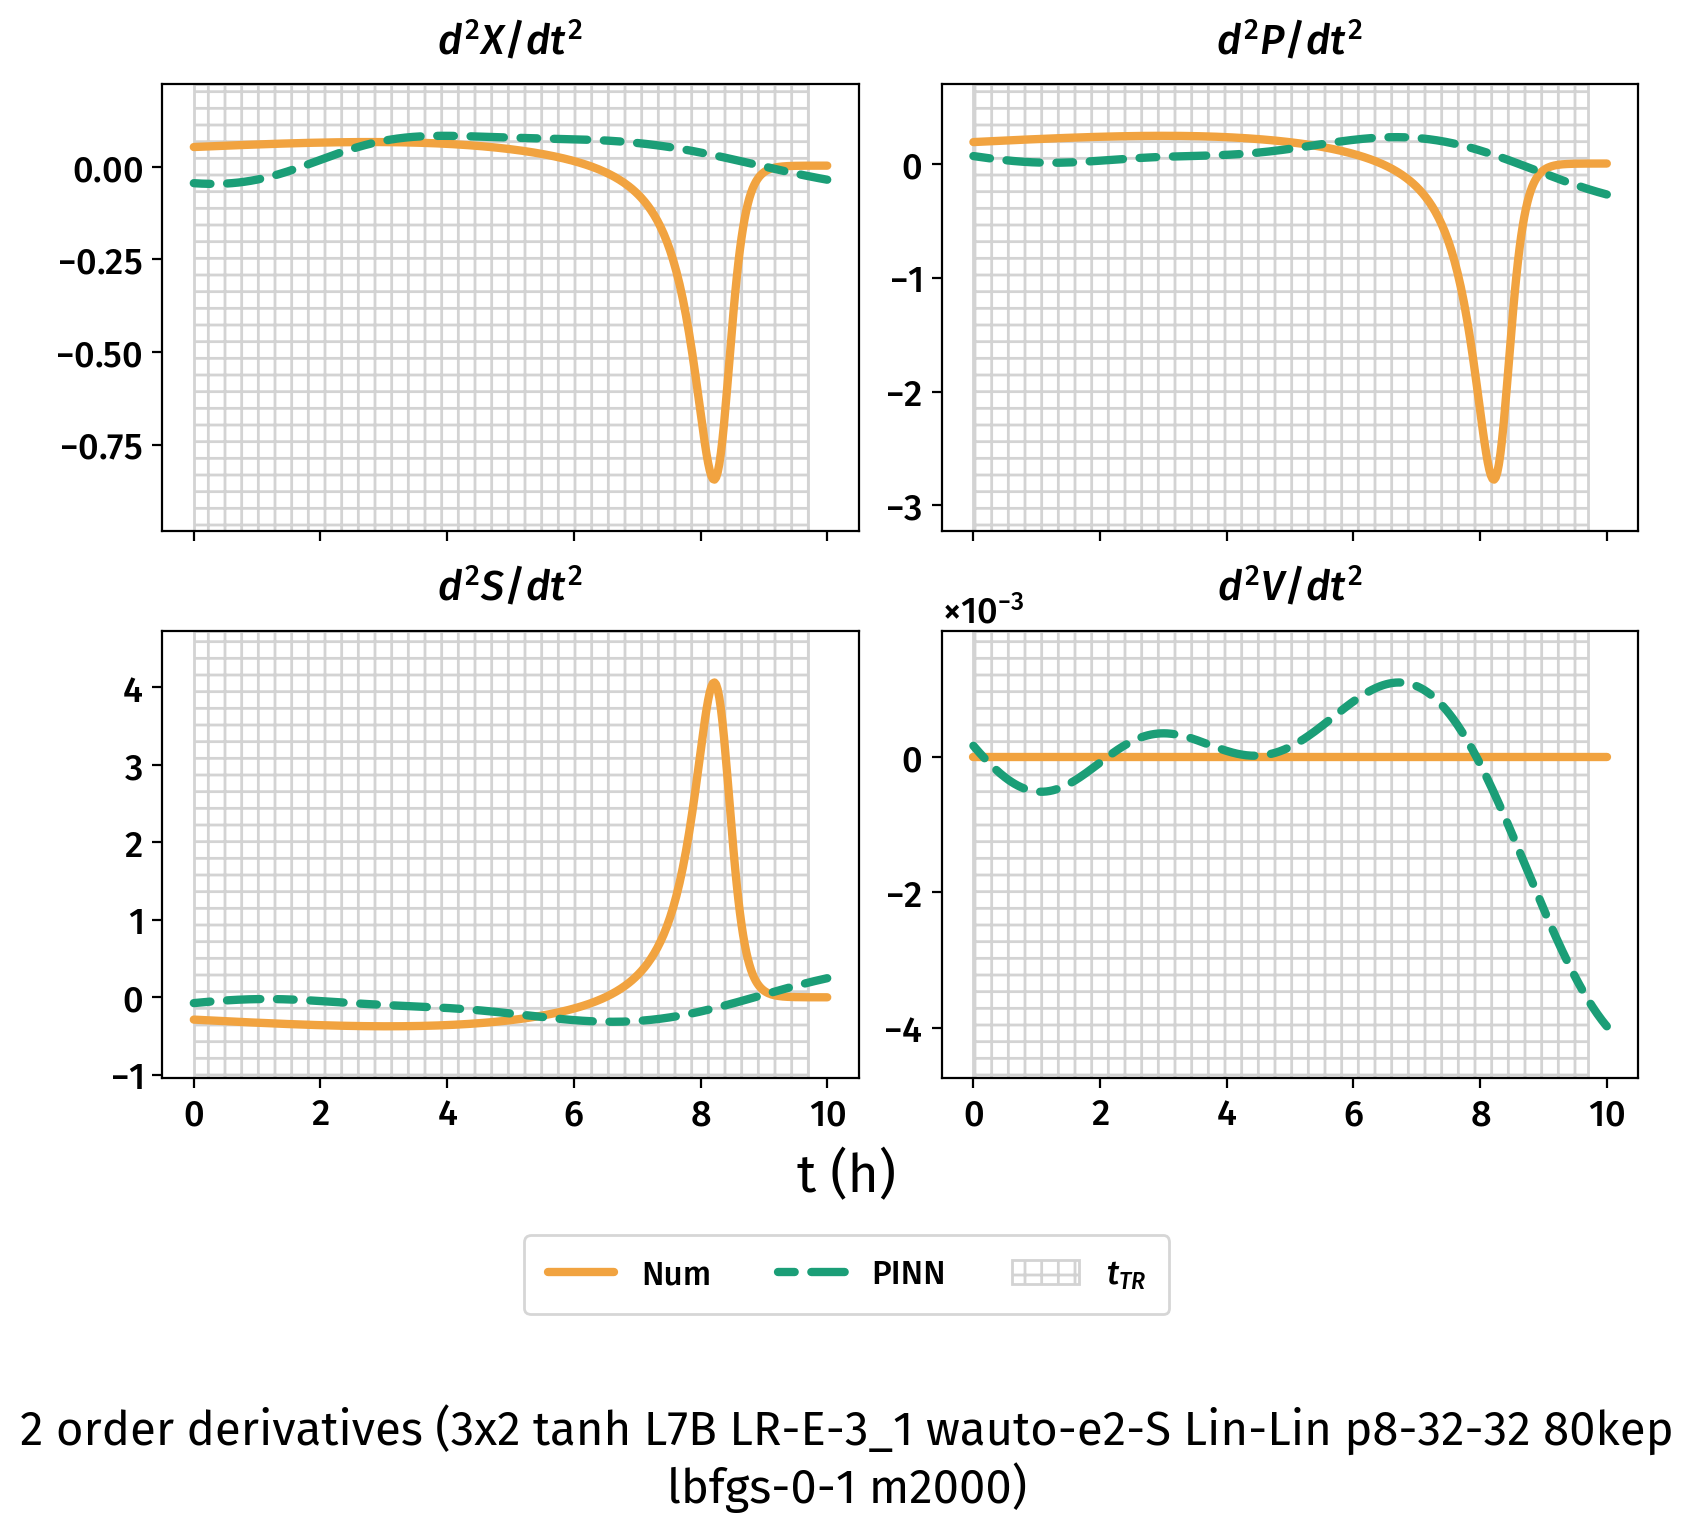 d²X/dt²
d²P/dt²
0.00
−0.25
−0.50
−0.75
0
−1
−2
−3
d²S/dt²
d²V/dt²
×10⁻³
4
3
2
1
0
−1
0
−2
−4
0 2 4 6 8 10
0 2 4 6 8 10
t (h)
Num PINN t_TR
2 order derivatives (3x2 tanh L7B LR-E-3_1 wauto-e2-S Lin-Lin p8-32-32 80kep
lbfgs-0-1 m2000)